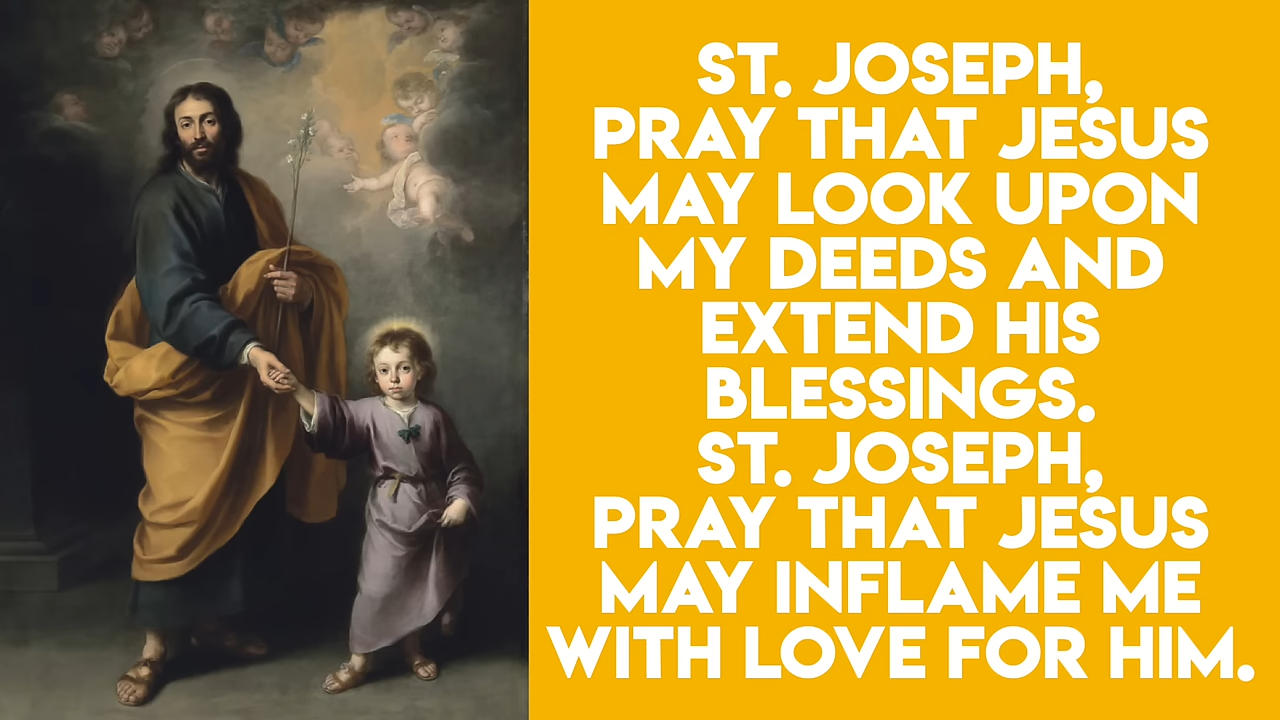 ST. JOSEPH,
PRAY THAT JESUS
MAY LOOK UPON
MY DEEDS AND
EXTEND HIS
BLESSINGS.
ST. JOSEPH,
PRAY THAT JESUS
MAY INFLAME ME
WITH LOVE FOR HIM.